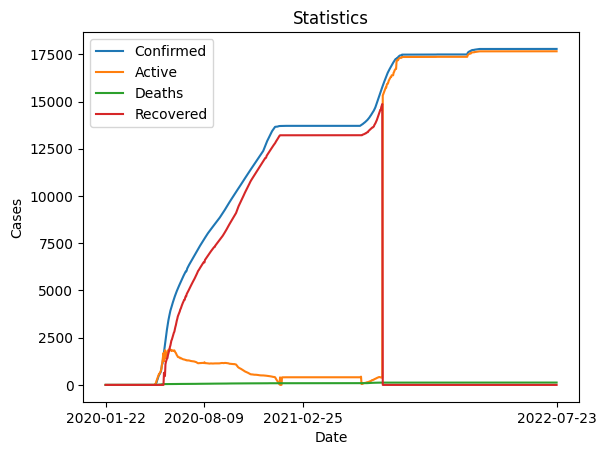 Statistics
Confirmed
Active
Deaths
Recovered
17500
15000
12500
10000
7500
5000
2500
0
Cases
2020-01-22 2020-08-09 2021-02-25 2022-07-23
Date